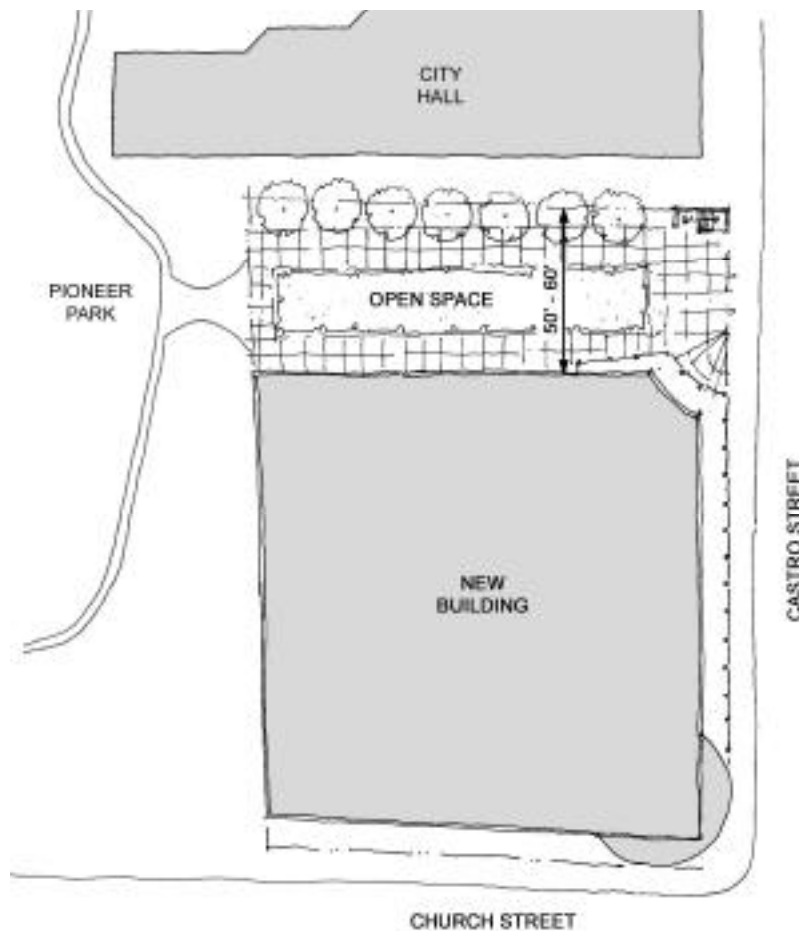 CITY
HALL
PIONEER
PARK
OPEN SPACE
50' - 60'
CASTRO STREET
NEW
BUILDING
CHURCH STREET